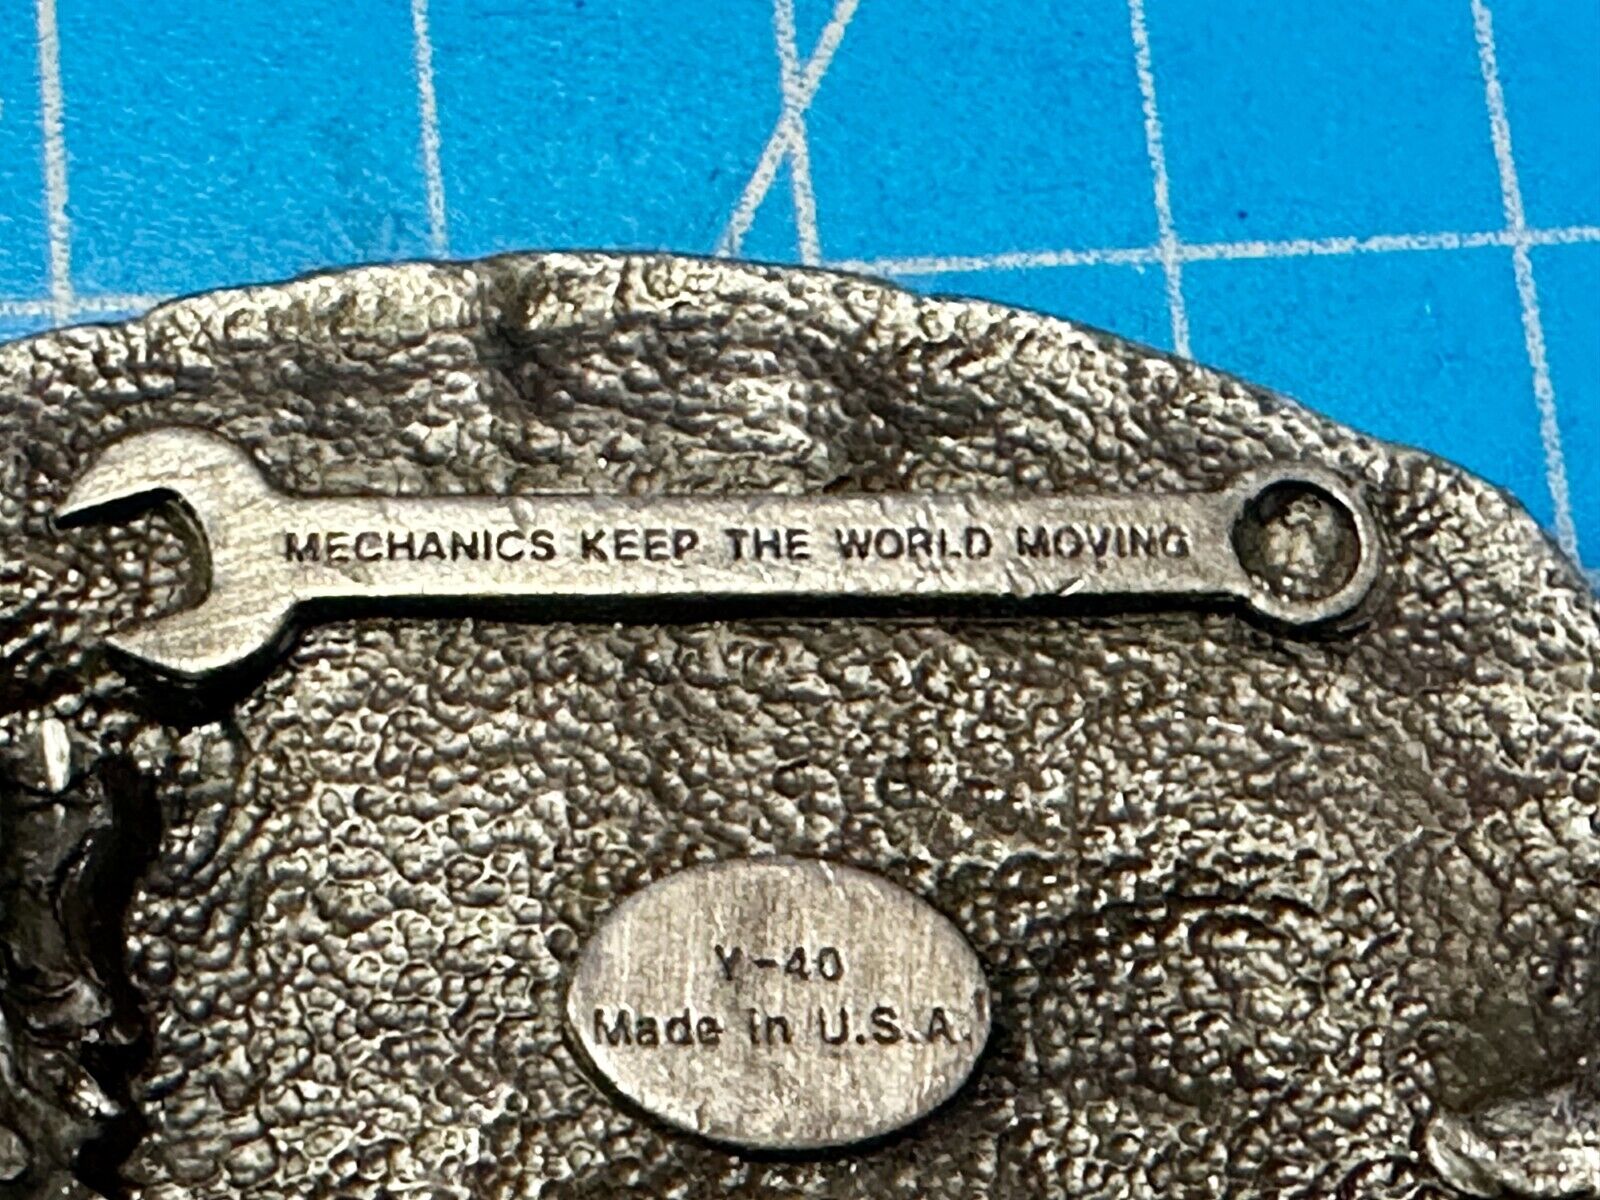 MECHANICS KEEP THE WORLD MOVING
Y-40
Made in U.S.A.